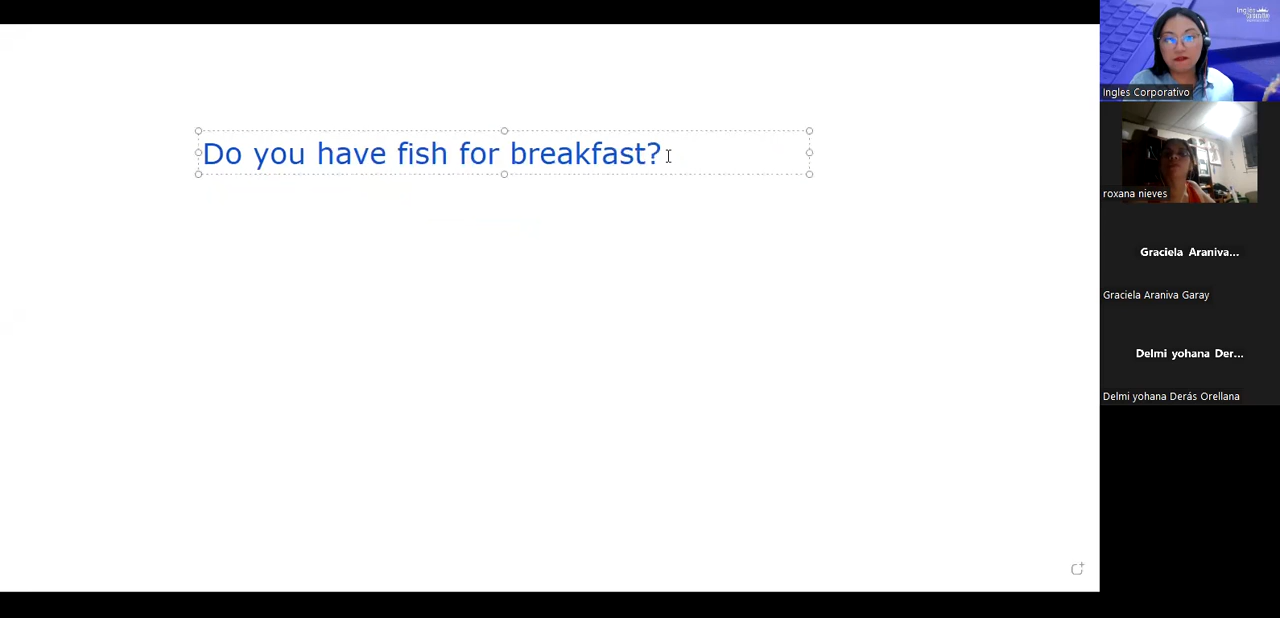 Do you have fish for breakfast?
Ingles Corporativo
roxana nieves
Graciela Araniva...
Graciela Araniva Garay
Delmi yohana Der...
Delmi yohana Derás Orellana